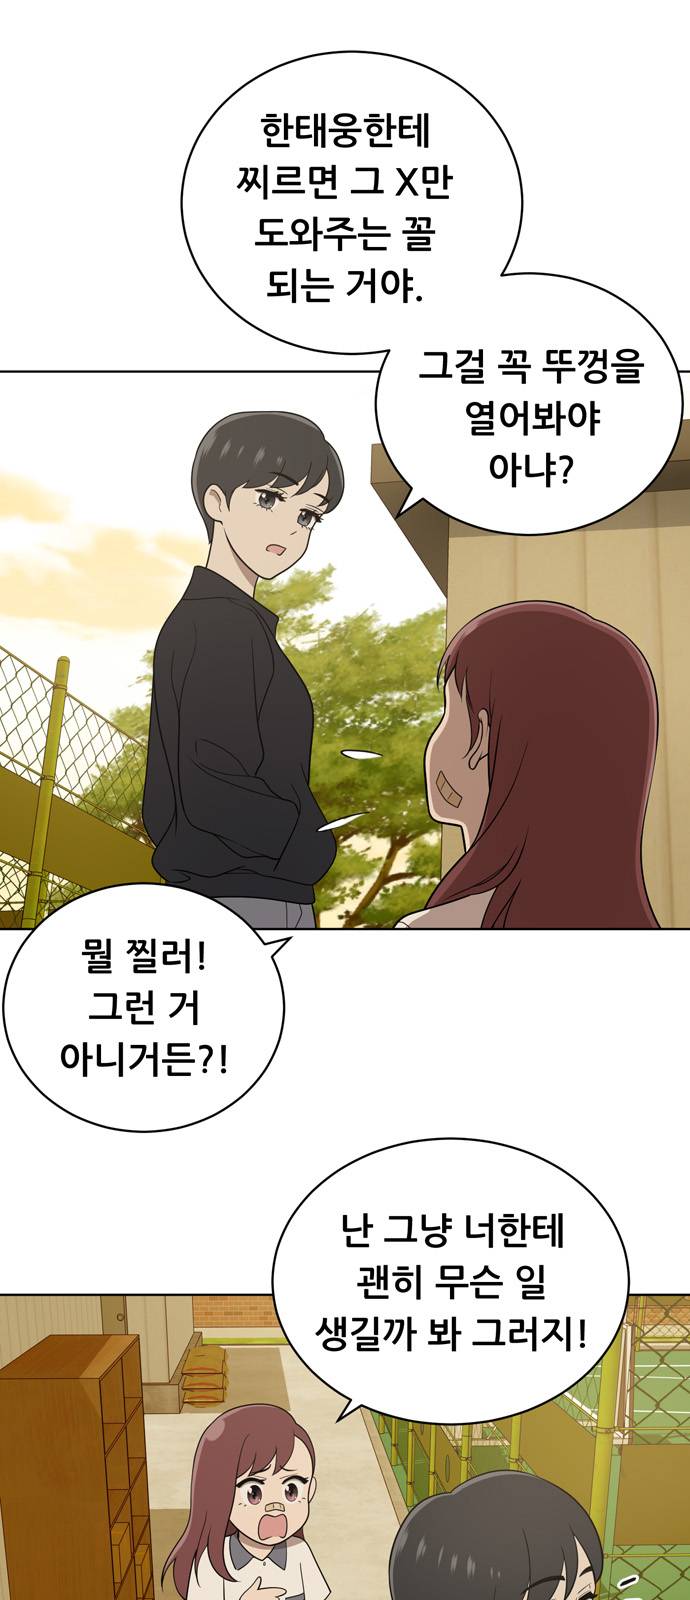 한태웅한테
찌르면 그 X만
도와주는 꼴
되는 거야.
그걸 꼭 뚜껑을
열어봐야
아냐?
뭘 찔러!
그런 거
아니거든?!
난 그냥 너한테
괜히 무슨 일
생길까 봐 그러지!